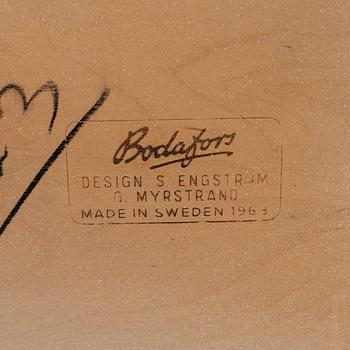 Bodafors
DESIGN S. ENGSTRÖM
G. MYRSTRAND
MADE IN SWEDEN 1963